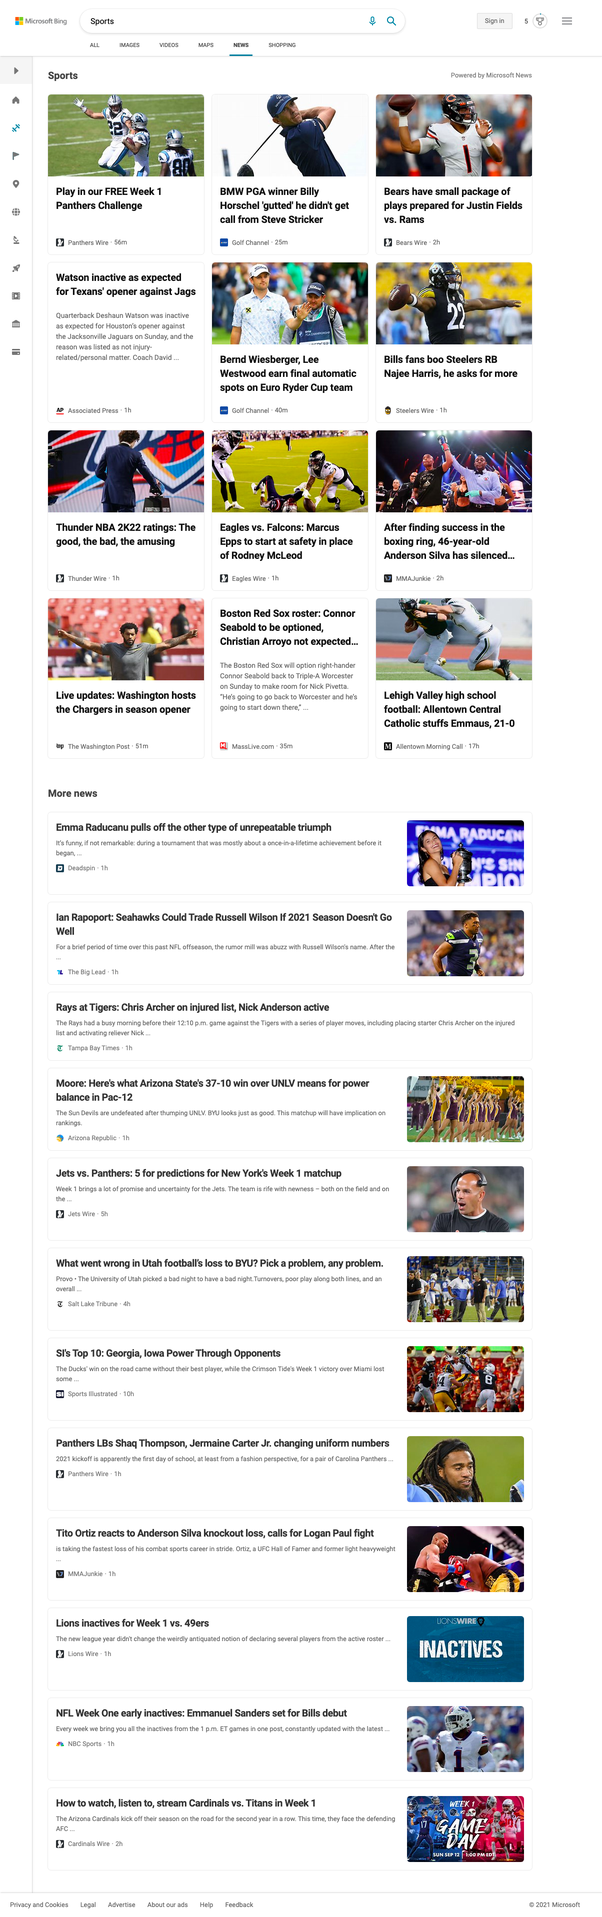 Microsoft Bing
Sports
Sign in
5
ALL IMAGES VIDEOS MAPS NEWS SHOPPING
Sports
Powered by Microsoft News
Play in our FREE Week 1
Panthers Challenge
Panthers Wire · 56m
BMW PGA winner Billy
Horschel 'gutted' he didn't get
call from Steve Stricker
Golf Channel · 25m
Bears have small package of
plays prepared for Justin Fields
vs. Rams
Bears Wire · 2h
Watson inactive as expected
for Texans' opener against Jags
Quarterback Deshaun Watson was inactive
as expected for Houston's opener against
the Jacksonville Jaguars on Sunday, and the
reason was listed as not injury-
related/personal matter. Coach David ...
AP
Associated Press · 1h
Bernd Wiesberger, Lee
Westwood earn final automatic
spots on Euro Ryder Cup team
Golf Channel · 40m
22
Bills fans boo Steelers RB
Najee Harris, he asks for more
Steelers Wire · 1h
Thunder NBA 2K22 ratings: The
good, the bad, the amusing
Thunder Wire · 1h
Eagles vs. Falcons: Marcus
Epps to start at safety in place
of Rodney McLeod
Eagles Wire · 1h
After finding success in the
boxing ring, 46-year-old
Anderson Silva has silenced...
MMAJunkie · 2h
Live updates: Washington hosts
the Chargers in season opener
wp
The Washington Post · 51m
Boston Red Sox roster: Connor
Seabold to be optioned,
Christian Arroyo not expected...
The Boston Red Sox will option right-hander
Connor Seabold back to Triple-A Worcester
on Sunday to make room for Nick Pivetta.
"He's going to go back to Worcester and he's
going to start down there," ...
MassLive.com · 35m
Lehigh Valley high school
football: Allentown Central
Catholic stuffs Emmaus, 21-0
Allentown Morning Call · 17h
More news
Emma Raducanu pulls off the other type of unrepeatable triumph
It's funny, if not remarkable: during a tournament that was mostly about a once-in-a-lifetime achievement before it
began, ...
Deadspin · 1h
Ian Rapoport: Seahawks Could Trade Russell Wilson If 2021 Season Doesn't Go
Well
For a brief period of time over this past NFL offseason, the rumor mill was abuzz with Russell Wilson's name. After the
...
The Big Lead · 1h
Rays at Tigers: Chris Archer on injured list, Nick Anderson active
The Rays had a busy morning before their 12:10 p.m. game against the Tigers with a series of player moves, including placing starter Chris Archer on the injured
list and activating reliever Nick ...
Tampa Bay Times · 1h
Moore: Here's what Arizona State's 37-10 win over UNLV means for power
balance in Pac-12
The Sun Devils are undefeated after thumping UNLV. BYU looks just as good. This matchup will have implication on
rankings.
Arizona Republic · 1h
Jets vs. Panthers: 5 for predictions for New York's Week 1 matchup
Week 1 brings a lot of promise and uncertainty for the Jets. The team is rife with newness – both on the field and on
the ...
Jets Wire · 5h
What went wrong in Utah football's loss to BYU? Pick a problem, any problem.
Provo • The University of Utah picked a bad night to have a bad night.Turnovers, poor play along both lines, and an
overall ...
Salt Lake Tribune · 4h
SI's Top 10: Georgia, Iowa Power Through Opponents
The Ducks' win on the road came without their best player, while the Crimson Tide's Week 1 victory over Miami lost
some ...
Sports Illustrated · 10h
Panthers LBs Shaq Thompson, Jermaine Carter Jr. changing uniform numbers
2021 kickoff is apparently the first day of school, at least from a fashion perspective, for a pair of Carolina Panthers ...
Panthers Wire · 1h
Tito Ortiz reacts to Anderson Silva knockout loss, calls for Logan Paul fight
is taking the fastest loss of his combat sports career in stride. Ortiz, a UFC Hall of Famer and former light heavyweight
...
MMAJunkie · 1h
Lions inactives for Week 1 vs. 49ers
The new league year didn't change the weirdly antiquated notion of declaring several players from the active roster ...
Lions Wire · 1h
LIONSWIRE
INACTIVES
NFL Week One early inactives: Emmanuel Sanders set for Bills debut
Every week we bring you all the inactives from the 1 p.m. ET games in one post, constantly updated with the latest ...
NBC Sports · 1h
How to watch, listen to, stream Cardinals vs. Titans in Week 1
The Arizona Cardinals kick off their season on the road for the second year in a row. This time, they face the defending
AFC ...
Cardinals Wire · 2h
WEEK 1
GAME
DAY
SUN SEP 12 1:00 PM EDT
Privacy and Cookies Legal Advertise About our ads Help Feedback
© 2021 Microsoft